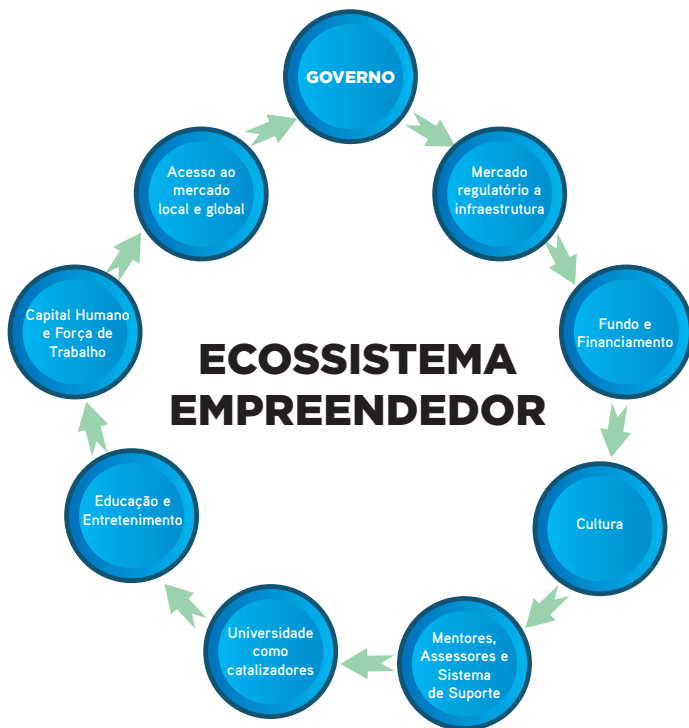 GOVERNO
Mercado
regulatório a
infraestrutura
Fundo e
Financiamento
Cultura
Mentores,
Assessores e
Sistema
de Suporte
Universidade
como
catalizadores
Educação e
Entretenimento
Capital Humano
e Força de
Trabalho
Acesso ao
mercado
local e global
ECOSSISTEMA
EMPREENDEDOR